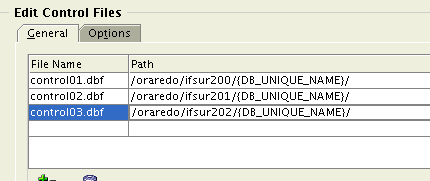 Edit Control Files
General Options
File Name Path
control01.dbf /oraredo/ifsur200/{DB_UNIQUE_NAME}/
control02.dbf /oraredo/ifsur201/{DB_UNIQUE_NAME}/
control03.dbf /oraredo/ifsur202/{DB_UNIQUE_NAME}/